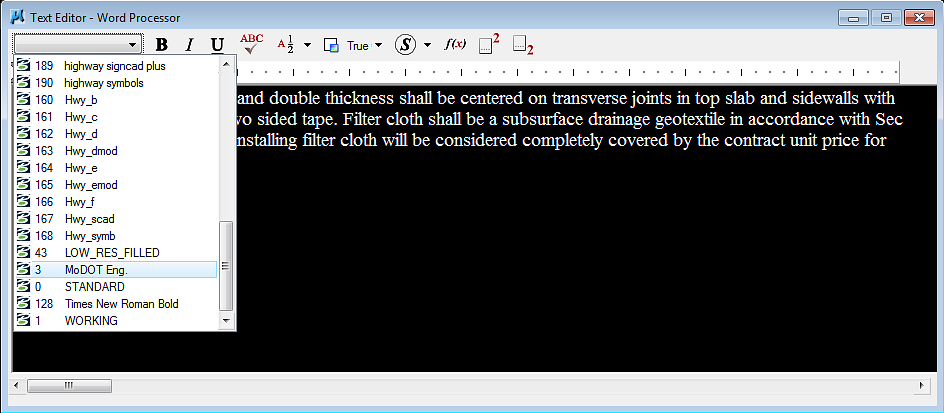 Text Editor - Word Processor
B I U ABC A 1/2 True S f(x) 2 2
189 highway signcad plus
190 highway symbols
160 Hwy_b
161 Hwy_c
162 Hwy_d
163 Hwy_dmod
164 Hwy_e
165 Hwy_emod
166 Hwy_f
167 Hwy_scad
168 Hwy_symb
43 LOW_RES_FILLED
3 MoDOT Eng.
0 STANDARD
128 Times New Roman Bold
1 WORKING
and double thickness shall be centered on transverse joints in top slab and sidewalls with
sided tape. Filter cloth shall be a subsurface drainage geotextile in accordance with Sec
filter cloth will be considered completely covered by the contract unit price for